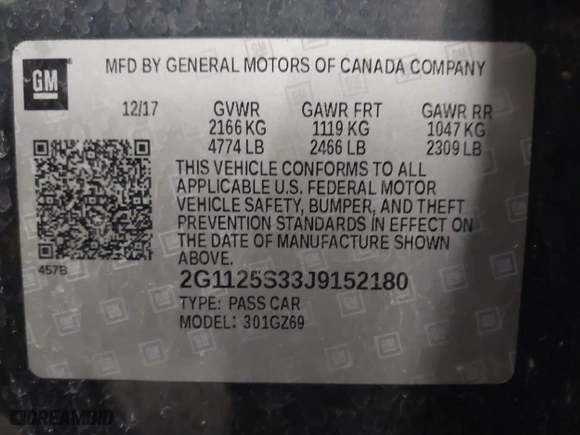 GM
MFD BY GENERAL MOTORS OF CANADA COMPANY
12/17 GVWR GAWR FRT GAWR RR
2166 KG 1119 KG 1047 KG
4774 LB 2466 LB 2309 LB
THIS VEHICLE CONFORMS TO ALL
APPLICABLE U.S. FEDERAL MOTOR
VEHICLE SAFETY, BUMPER, AND THEFT
PREVENTION STANDARDS IN EFFECT ON
THE DATE OF MANUFACTURE SHOWN
ABOVE.
457B
2G1125S33J9152180
TYPE: PASS CAR
MODEL: 301GZ69
DREAMBID